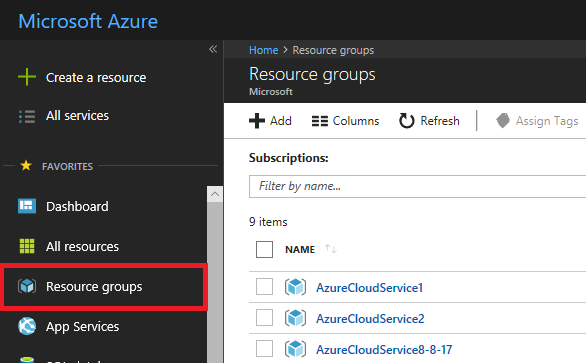 Microsoft Azure
Create a resource
All services
FAVORITES
Dashboard
All resources
Resource groups
App Services
Home > Resource groups
Resource groups
Microsoft
Add Columns Refresh Assign Tags
Subscriptions:
Filter by name...
9 items
NAME
AzureCloudService1
AzureCloudService2
AzureCloudService8-8-17